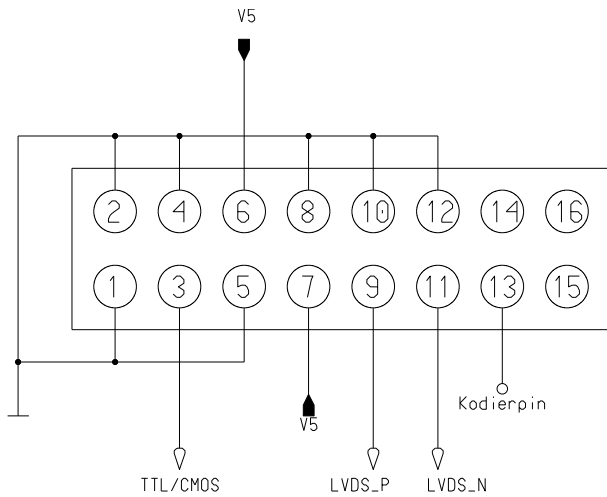 V5
2 4 6 8 10 12 14 16
1 3 5 7 9 11 13 15
Kodierpin
V5
TTL/CMOS LVDS_P LVDS_N